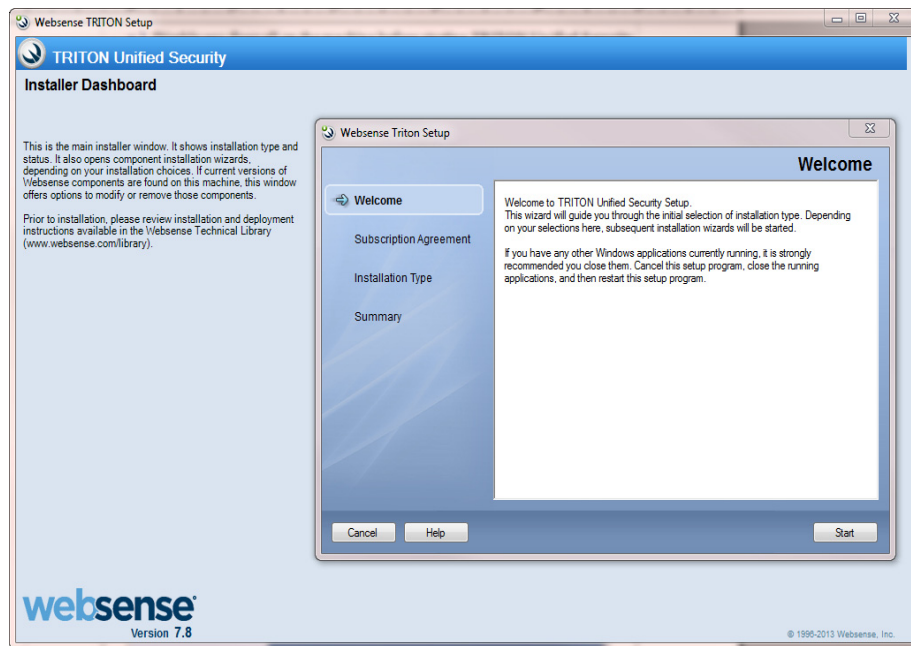 Websense TRITON Setup
TRITON Unified Security
Installer Dashboard
This is the main installer window. It shows installation type and
status. It also opens component installation wizards,
depending on your installation choices. If current versions of
Websense components are found on this machine, this window
offers options to modify or remove those components.
Prior to installation, please review installation and deployment
instructions available in the Websense Technical Library
(www.websense.com/library).
Websense Triton Setup
Welcome
Welcome
Subscription Agreement
Installation Type
Summary
Welcome to TRITON Unified Security Setup.
This wizard will guide you through the initial selection of installation type. Depending
on your selections here, subsequent installation wizards will be started.
If you have any other Windows applications currently running, it is strongly
recommended you close them. Cancel this setup program, close the running
applications, and then restart this setup program.
Cancel
Help
Start
websense
Version 7.8
© 1996-2013 Websense, Inc.